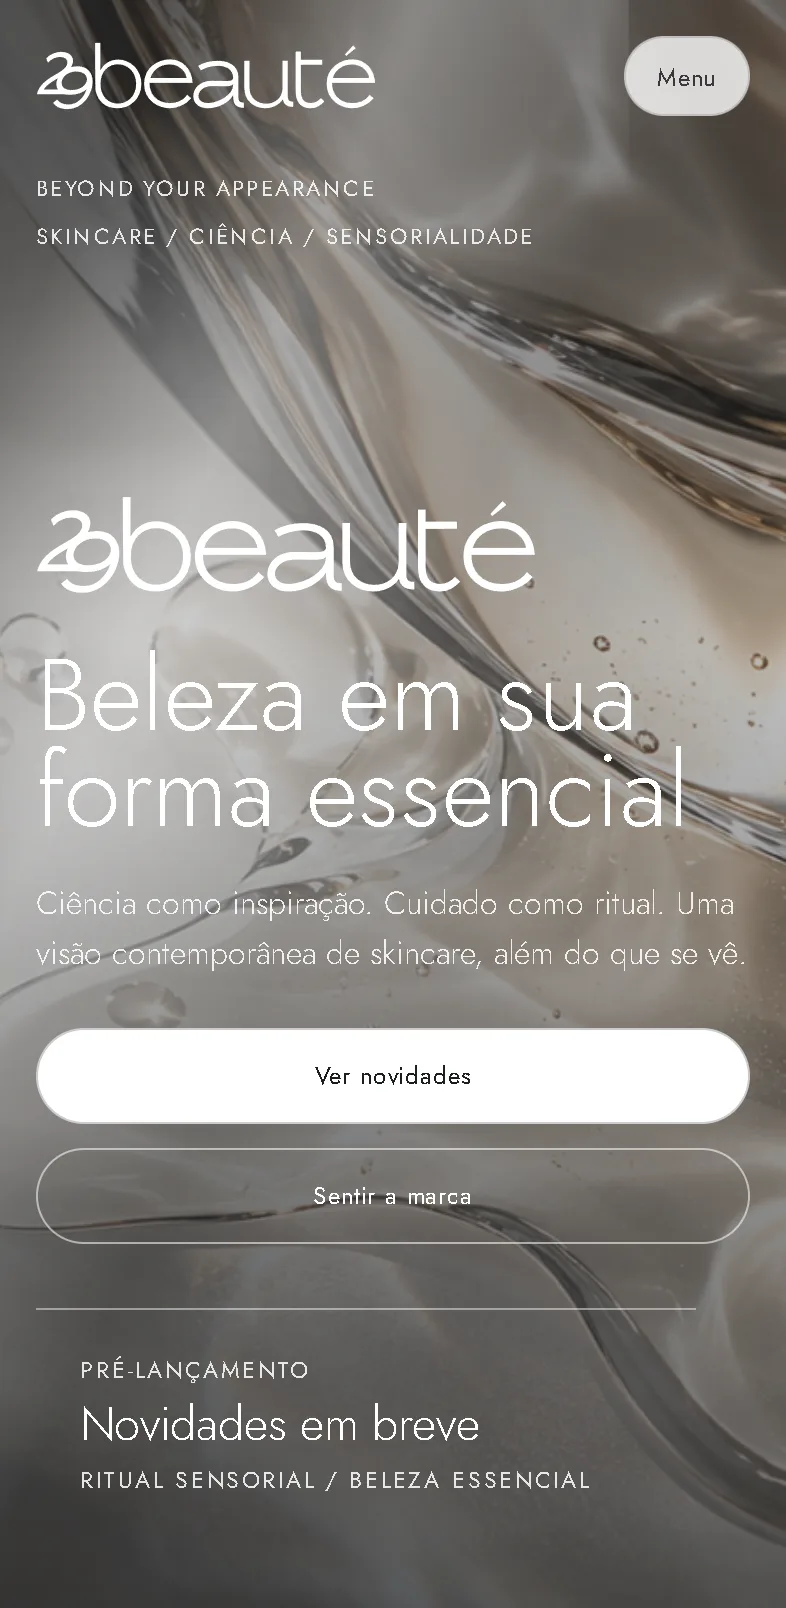 29beauté
Menu
BEYOND YOUR APPEARANCE
SKINCARE / CIÊNCIA / SENSORIALIDADE
29beauté
Beleza em sua
forma essencial
Ciência como inspiração. Cuidado como ritual. Uma
visão contemporânea de skincare, além do que se vê.
Ver novidades
Sentir a marca
PRÉ-LANÇAMENTO
Novidades em breve
RITUAL SENSORIAL / BELEZA ESSENCIAL